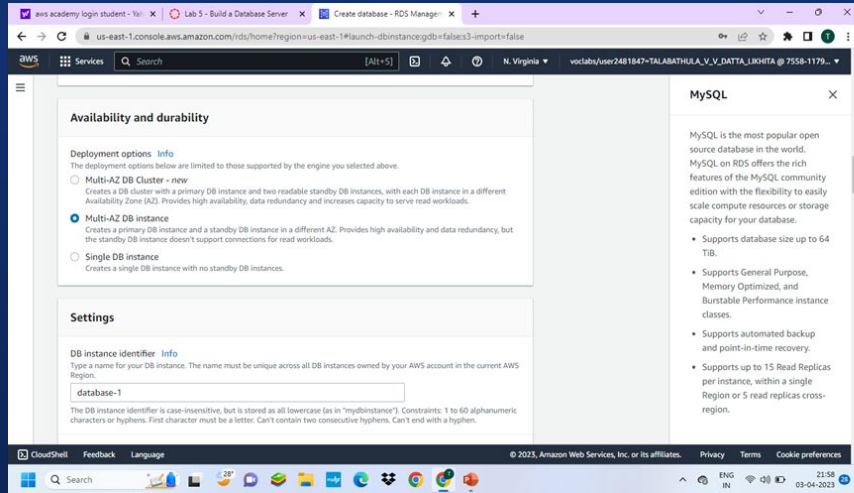 aws academy login student - Yah
Lab 5 - Build a Database Server
Create database - RDS Managem
us-east-1.console.aws.amazon.com/rds/home?region=us-east-1#launch-dbinstance:gdb=false;s3-import=false
aws
Services
Search
[Alt+S]
N. Virginia
voclabs/user2481847=TALABATHULA_V_V_DATTA_LIKHITA @ 7558-1179...
Availability and durability
Deployment options Info
The deployment options below are limited to those supported by the engine you selected above.
Multi-AZ DB Cluster - new
Creates a DB cluster with a primary DB instance and two readable standby DB instances, with each DB instance in a different
Availability Zone (AZ). Provides high availability, data redundancy and increases capacity to serve read workloads.
Multi-AZ DB instance
Creates a primary DB instance and a standby DB instance in a different AZ. Provides high availability and data redundancy, but
the standby DB instance doesn't support connections for read workloads.
Single DB instance
Creates a single DB instance with no standby DB instances.
Settings
DB instance identifier Info
Type a name for your DB instance. The name must be unique across all DB instances owned by your AWS account in the current AWS
Region.
database-1
The DB instance identifier is case-insensitive, but is stored as all lowercase (as in "mydbinstance"). Constraints: 1 to 60 alphanumeric
characters or hyphens. First character must be a letter. Can't contain two consecutive hyphens. Can't end with a hyphen.
MySQL
MySQL is the most popular open
source database in the world.
MySQL on RDS offers the rich
features of the MySQL community
edition with the flexibility to easily
scale compute resources or storage
capacity for your database.
• Supports database size up to 64
TiB.
• Supports General Purpose,
Memory Optimized, and
Burstable Performance instance
classes.
• Supports automated backup
and point-in-time recovery.
• Supports up to 15 Read Replicas
per instance, within a single
Region or 5 read replicas cross-
region.
CloudShell
Feedback
Language
© 2023, Amazon Web Services, Inc. or its affiliates.
Privacy
Terms
Cookie preferences
Search
28°
ENG
IN
21:58
03-04-2023